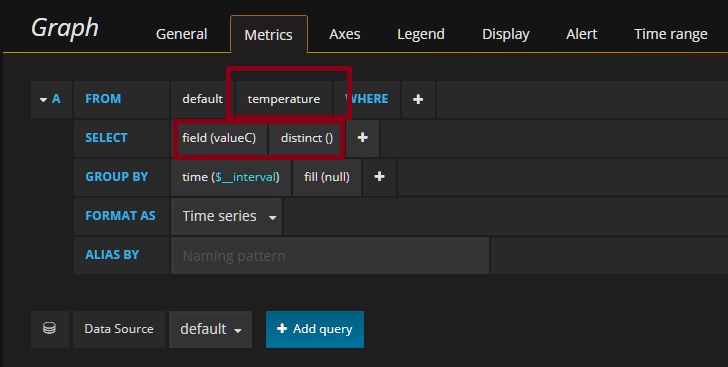 Graph General Metrics Axes Legend Display Alert Time range
A FROM default temperature WHERE +
SELECT field (valueC) distinct () +
GROUP BY time ($__interval) fill (null) +
FORMAT AS Time series
ALIAS BY Naming pattern
Data Source default + Add query